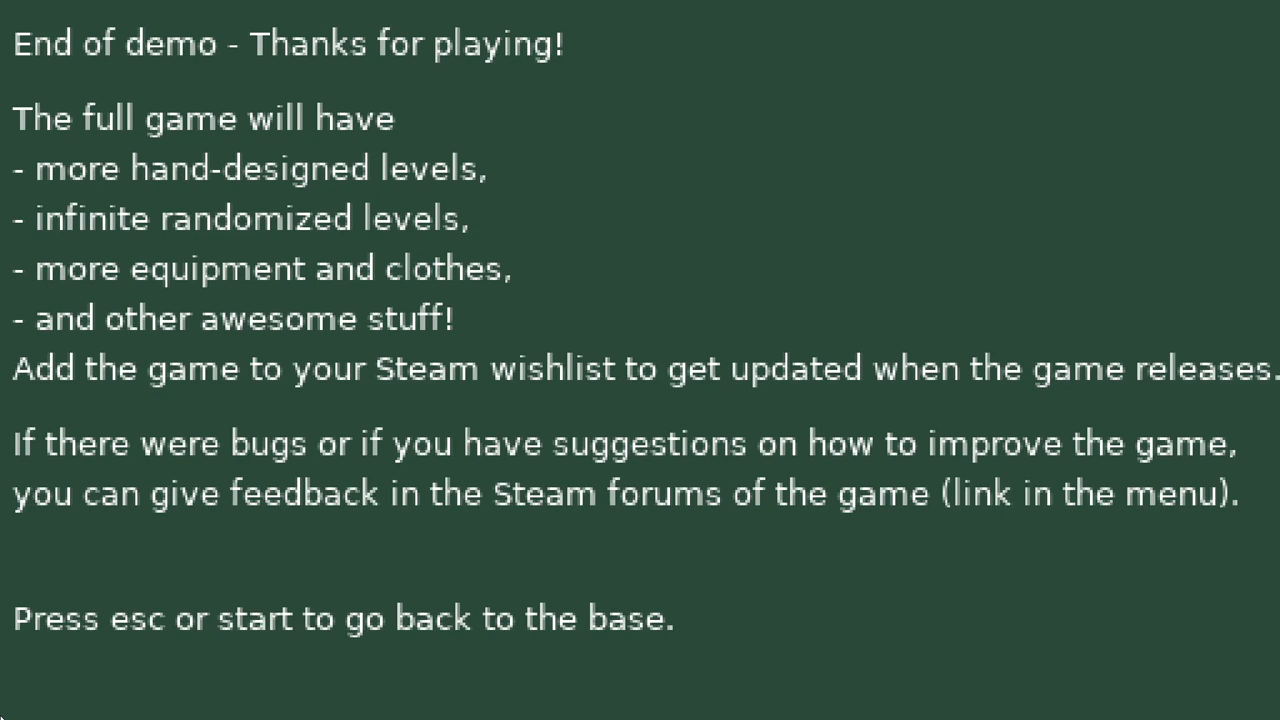 End of demo - Thanks for playing!
The full game will have
- more hand-designed levels,
- infinite randomized levels,
- more equipment and clothes,
- and other awesome stuff!
Add the game to your Steam wishlist to get updated when the game releases.
If there were bugs or if you have suggestions on how to improve the game,
you can give feedback in the Steam forums of the game (link in the menu).
Press esc or start to go back to the base.